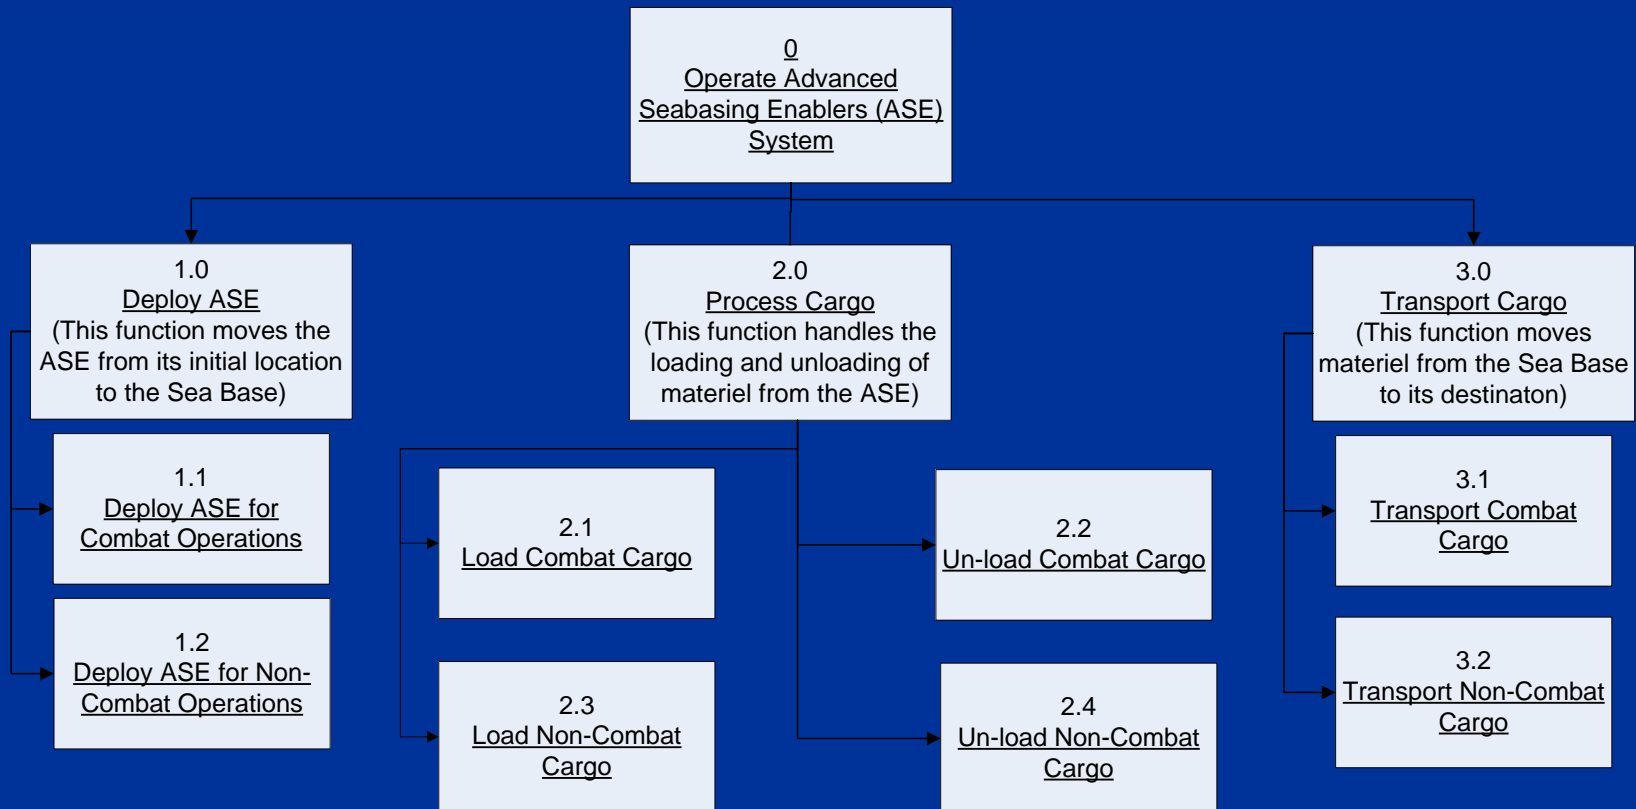 0
Operate Advanced
Seabasing Enablers (ASE)
System
1.0
Deploy ASE
(This function moves the
ASE from its initial location
to the Sea Base)
2.0
Process Cargo
(This function handles the
loading and unloading of
materiel from the ASE)
3.0
Transport Cargo
(This function moves
materiel from the Sea Base
to its destinaton)
1.1
Deploy ASE for
Combat Operations
1.2
Deploy ASE for Non-
Combat Operations
2.1
Load Combat Cargo
2.2
Un-load Combat Cargo
2.3
Load Non-Combat
Cargo
2.4
Un-load Non-Combat
Cargo
3.1
Transport Combat
Cargo
3.2
Transport Non-Combat
Cargo